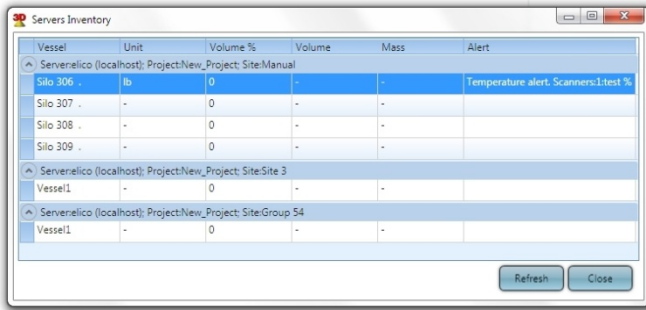 3D Servers Inventory
Vessel Unit Volume % Volume Mass Alert
Server:elico (localhost); Project:New_Project; Site:Manual
Silo 306 . lb 0 - - Temperature alert. Scanners:1:test %
Silo 307 . - 0 - -
Silo 308 . - 0 - -
Silo 309 . - 0 - -
Server:elico (localhost); Project:New_Project; Site:Site 3
Vessel1 - 0 - -
Server:elico (localhost); Project:New_Project; Site:Group 54
Vessel1 - 0 - -
Refresh Close